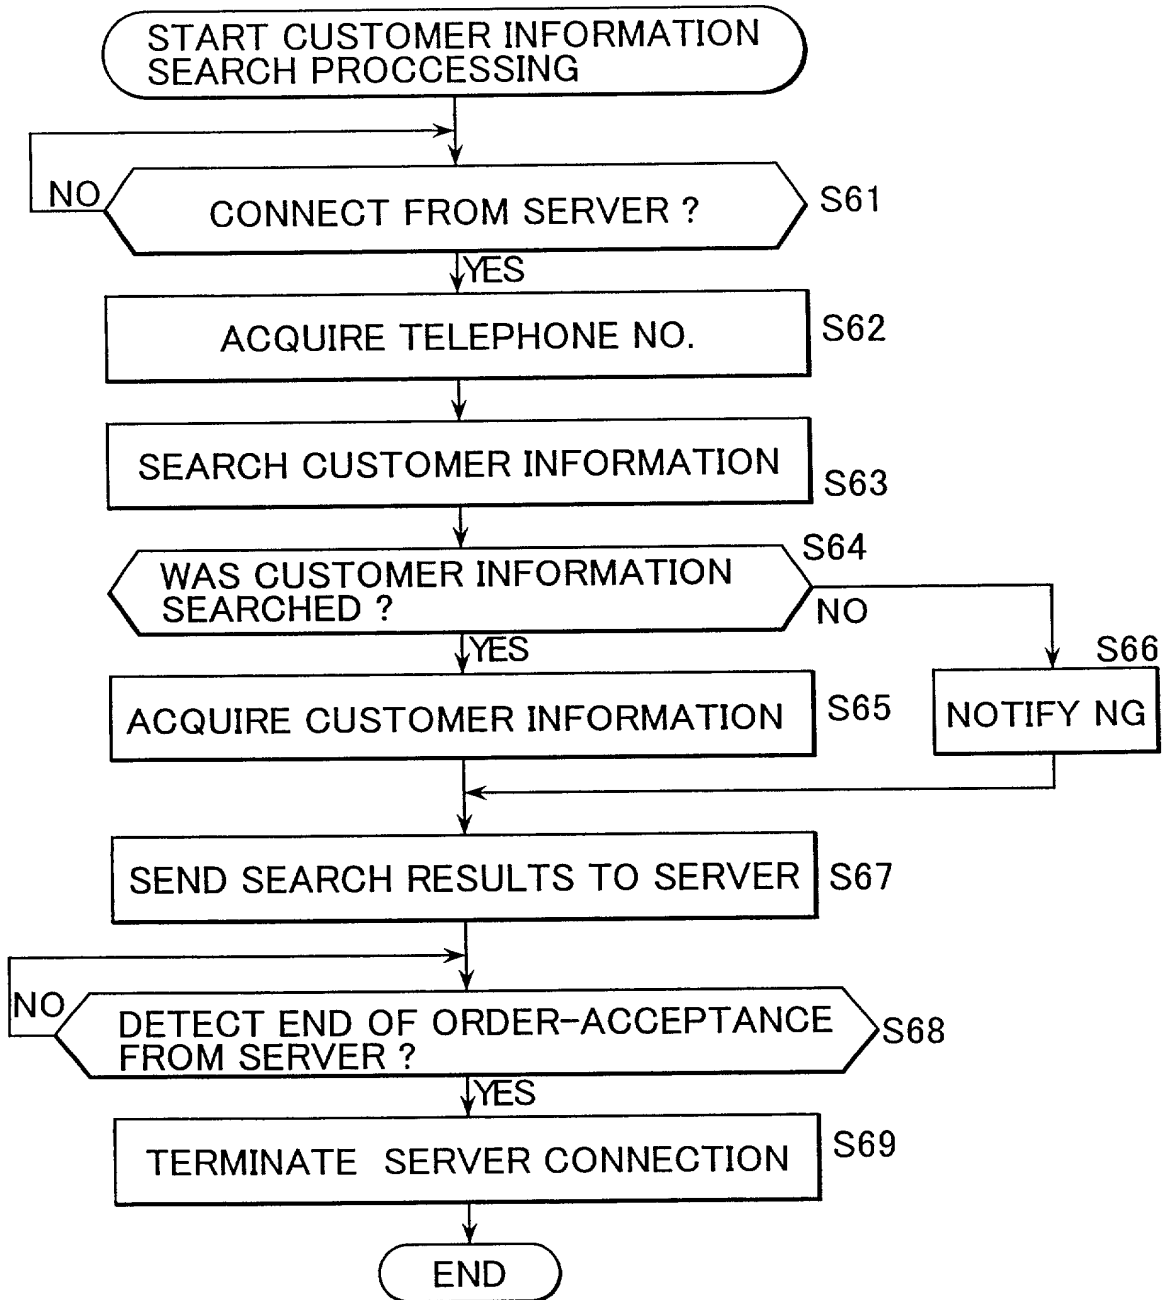 START CUSTOMER INFORMATION
SEARCH PROCCESSING
NO
CONNECT FROM SERVER ?
S61
YES
ACQUIRE TELEPHONE NO.
S62
SEARCH CUSTOMER INFORMATION
S63
S64
WAS CUSTOMER INFORMATION
SEARCHED ?
NO
YES
S66
ACQUIRE CUSTOMER INFORMATION
S65
NOTIFY NG
SEND SEARCH RESULTS TO SERVER
S67
NO
DETECT END OF ORDER-ACCEPTANCE
FROM SERVER ?
S68
YES
TERMINATE SERVER CONNECTION
S69
END